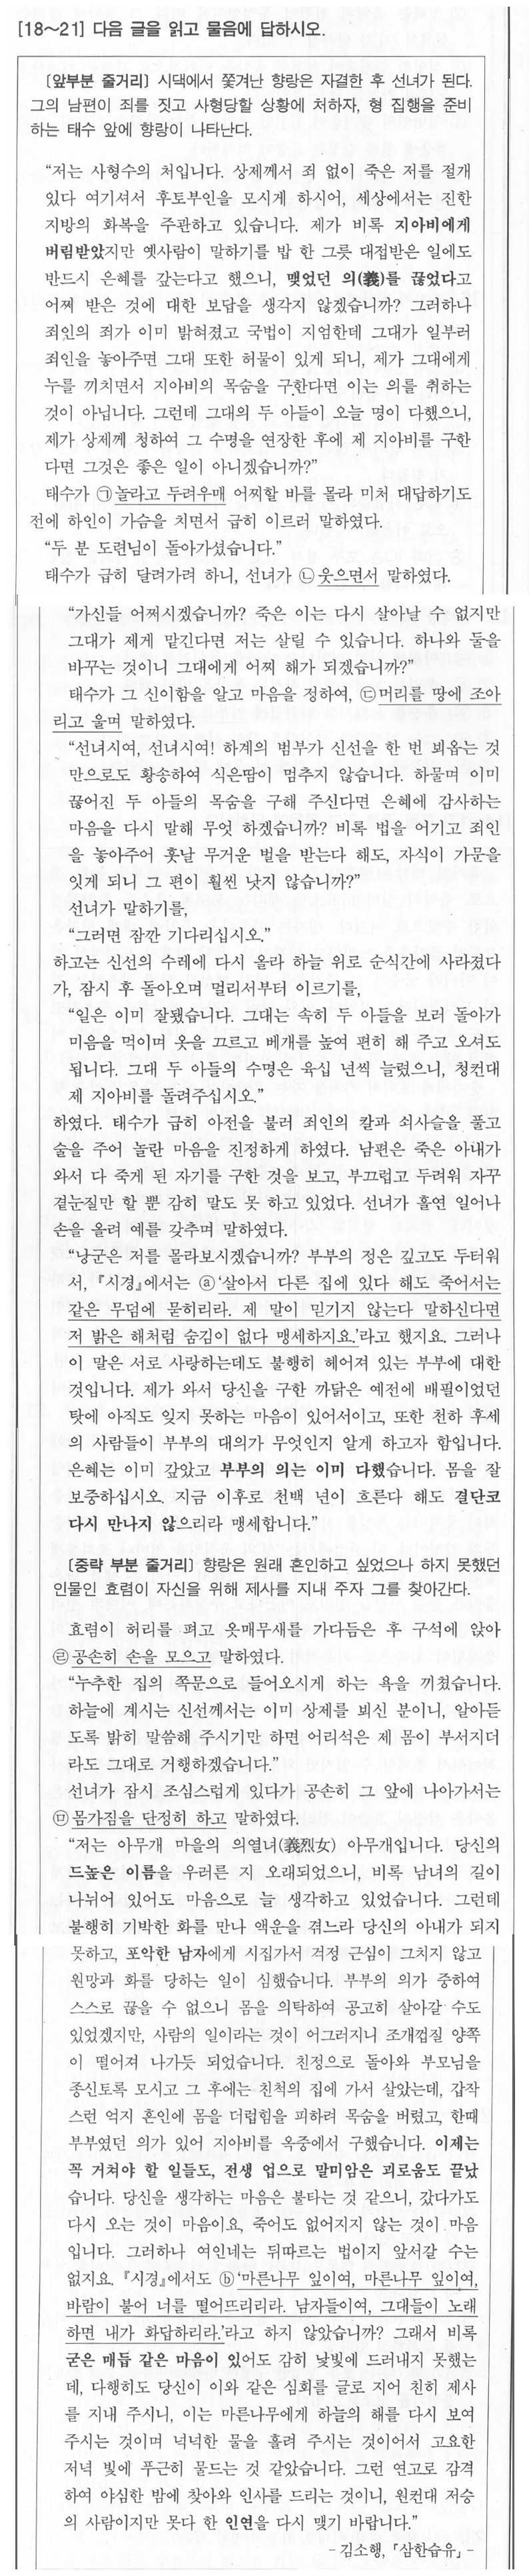 [18~21] 다음 글을 읽고 물음에 답하시오.
[앞부분 줄거리] 시댁에서 쫓겨난 향랑은 자결한 후 선녀가 된다.
그의 남편이 죄를 짓고 사형당할 상황에 처하자, 형 집행을 준비
하는 태수 앞에 향랑이 나타난다.
“저는 사형수의 처입니다. 상제께서 죄 없이 죽은 저를 절개
있다 여기셔서 후토부인을 모시게 하시어, 세상에서는 진한
지방의 화복을 주관하고 있습니다. 제가 비록 지아비에게
버림받았지만 옛사람이 말하기를 밥 한 그릇 대접받은 일에도
반드시 은혜를 갚는다고 했으니, 맺었던 의(義)를 끊었다고
어찌 받은 것에 대한 보답을 생각지 않겠습니까? 그러하나
죄인의 죄가 이미 밝혀졌고 국법이 지엄한데 그대가 일부러
죄인을 놓아주면 그대 또한 허물이 있게 되니, 제가 그대에게
누를 끼치면서 지아비의 목숨을 구한다면 이는 의를 취하는
것이 아닙니다. 그런데 그대의 두 아들이 오늘 명이 다했으니,
제가 상제께 청하여 그 수명을 연장한 후에 제 지아비를 구한
다면 그것은 좋은 일이 아니겠습니까?”
태수가 ㉠놀라고 두려우매 어찌할 바를 몰라 미처 대답하기도
전에 하인이 가슴을 치면서 급히 이르러 말하였다.
“두 분 도련님이 돌아가셨습니다.”
태수가 급히 달려가려 하니, 선녀가 ㉡웃으면서 말하였다.
“가신들 어찌시겠습니까? 죽은 이는 다시 살아날 수 없지만
그대가 제게 맡긴다면 저는 살릴 수 있습니다. 하나와 둘을
바꾸는 것이니 그대에게 어찌 해가 되겠습니까?”
태수가 그 신이함을 알고 마음을 정하여, ㉢머리를 땅에 조아
리고 울며 말하였다.
“선녀시여, 선녀시여! 하계의 범부가 신선을 한 번 뵈옵는 것
만으로도 황송하여 식은땀이 멈추지 않습니다. 하물며 이미
끊어진 두 아들의 목숨을 구해 주신다면 은혜에 감사하는
마음을 다시 말해 무엇 하겠습니까? 비록 법을 어기고 죄인
을 놓아주어 훗날 무거운 벌을 받는다 해도, 자식이 가문을
잇게 되니 그 편이 훨씬 낫지 않습니까?”
선녀가 말하기를,
“그러면 잠깐 기다리십시오.”
하고는 신선의 수레에 다시 올라 하늘 위로 순식간에 사라졌다
가, 잠시 후 돌아오며 멀리서부터 이르기를,
“일은 이미 잘됐습니다. 그대는 속히 두 아들을 보러 돌아가
미음을 먹이며 옷을 끄르고 베개를 높여 편히 해 주고 오셔도
됩니다. 그대 두 아들의 수명은 육십 년씩 늘렸으니, 청컨대
제 지아비를 돌려주십시오.”
하였다. 태수가 급히 아전을 불러 죄인의 칼과 쇠사슬을 풀고
술을 주어 놀란 마음을 진정하게 하였다. 남편은 죽은 아내가
와서 다 죽게 된 자기를 구한 것을 보고, 부끄럽고 두려워 자꾸
곁눈질만 할 뿐 감히 말도 못 하고 있었다. 선녀가 홀연 일어나
손을 올려 예를 갖추며 말하였다.
“낭군은 저를 몰라보시겠습니까? 부부의 정은 깊고도 두터워
서, 『시경』에서는 ⓐ‘살아서 다른 집에 있다 해도 죽어서는
같은 무덤에 묻히리라. 제 말이 믿기지 않는다 말하신다면
저 밝은 해처럼 숨김이 없다 맹세하지요.’라고 했지요. 그러나
이 말은 서로 사랑하는데도 불행히 헤어져 있는 부부에 대한
것입니다. 제가 와서 당신을 구한 까닭은 예전에 배필이었던
탓에 아직도 잊지 못하는 마음이 있어서이고, 또한 천하 후세
의 사람들이 부부의 대의가 무엇인지 알게 하고자 함입니다.
은혜는 이미 갚았고 부부의 의는 이미 다했습니다. 몸을 잘
보중하십시오. 지금 이후로 천백 년이 흐른다 해도 결단코
다시 만나지 않으리라 맹세합니다.”
[중략 부분 줄거리] 향랑은 원래 혼인하고 싶었으나 하지 못했던
인물인 효렴이 자신을 위해 제사를 지내 주자 그를 찾아간다.
효렴이 허리를 펴고 옷매무새를 가다듬은 후 구석에 앉아
㉣공손히 손을 모으고 말하였다.
“누추한 집의 쪽문으로 들어오시게 하는 욕을 끼쳤습니다.
하늘에 계시는 신선께서는 이미 상제를 뵈신 분이니, 알아듣
도록 밝히 말씀해 주시기만 하면 어리석은 제 몸이 부서지더
라도 그대로 거행하겠습니다.”
선녀가 잠시 조심스럽게 있다가 공손히 그 앞에 나아가서는
㉤몸가짐을 단정히 하고 말하였다.
“저는 아무개 마을의 의열녀(義烈女) 아무개입니다. 당신의
드높은 이름을 우러른 지 오래되었으니, 비록 남녀의 길이
나뉘어 있어도 마음으로 늘 생각하고 있었습니다. 그런데
불행히 기박한 화를 만나 액운을 겪느라 당신의 아내가 되지
못하고, 포악한 남자에게 시집가서 걱정 근심이 그치지 않고
원망과 화를 당하는 일이 심했습니다. 부부의 의가 중하여
스스로 끊을 수 없으니 몸을 의탁하여 공고히 살아갈 수도
있었겠지만, 사람의 일이라는 것이 어그러지니 조개껍질 양쪽
이 떨어져 나가듯 되었습니다. 친정으로 돌아와 부모님을
종신토록 모시고 그 후에는 친척의 집에 가서 살았는데, 갑작
스런 억지 혼인에 몸을 더럽힘을 피하려 목숨을 버렸고, 한때
부부였던 의가 있어 지아비를 옥중에서 구했습니다. 이제는
꼭 거쳐야 할 일들도, 전생 업으로 말미암은 괴로움도 끝났
습니다. 당신을 생각하는 마음은 불타는 것 같으니, 갔다가도
다시 오는 것이 마음이요, 죽어도 없어지지 않는 것이 마음
입니다. 그러하나 여인네는 뒤따르는 법이지 앞서갈 수는
없지요. 『시경』에서도 ⓑ‘마른나무 잎이여, 마른나무 잎이여,
바람이 불어 너를 떨어뜨리리라. 남자들이여, 그대들이 노래
하면 내가 화답하리라.’라고 하지 않았습니까? 그래서 비록
굳은 매듭 같은 마음이 있어도 감히 낯빛에 드러내지 못했는
데, 다행히도 당신이 이와 같은 심회를 글로 지어 친히 제사
를 지내 주시니, 이는 마른나무에게 하늘의 해를 다시 보여
주시는 것이며 넉넉한 물을 흘려 주시는 것이어서 고요한
저녁 빛에 푸근히 물드는 것 같았습니다. 그런 연고로 감격
하여 야심한 밤에 찾아와 인사를 드리는 것이니, 원컨대 저승
의 사람이지만 못다 한 인연을 다시 맺기 바랍니다.”
- 김소행, 「삼한습유」 -